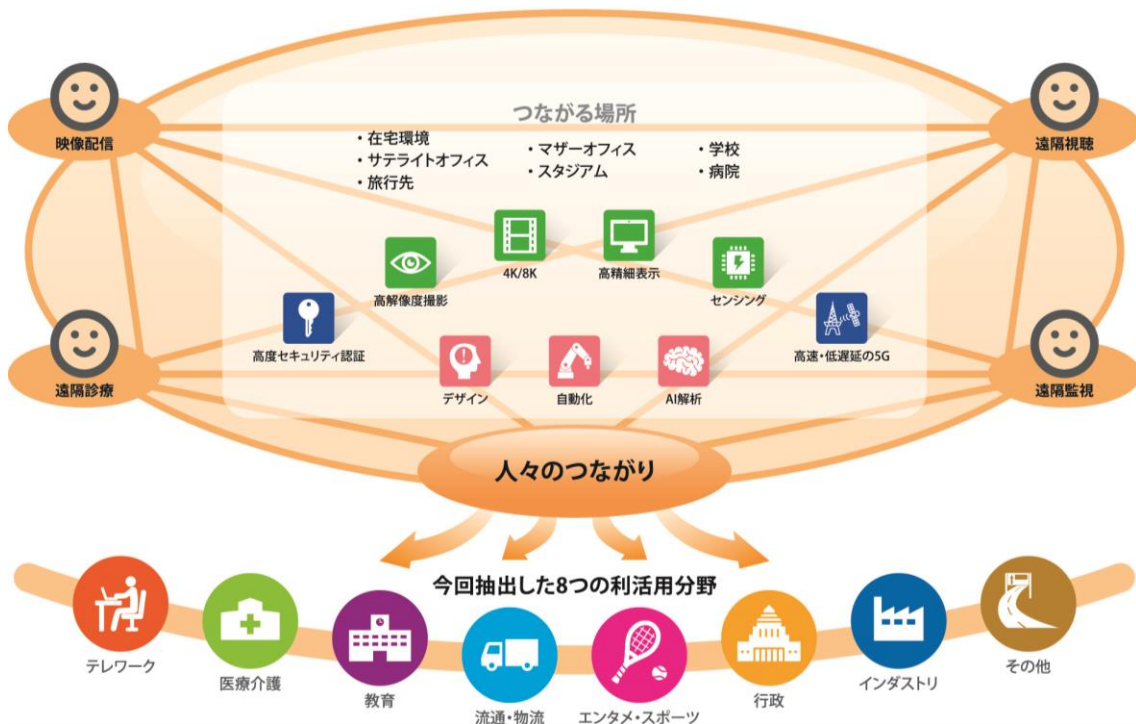 つながる場所
・在宅環境
・サテライトオフィス
・旅行先
・マザーオフィス
・スタジアム
・学校
・病院
映像配信
遠隔視聴
4K/8K
高精細表示
高解像度撮影
センシング
高度セキュリティ認証
高速・低遅延の5G
遠隔診療
デザイン
自動化
AI解析
遠隔監視
人々のつながり
今回抽出した8つの利活用分野
テレワーク
医療介護
教育
流通・物流
エンタメ・スポーツ
行政
インダストリ
その他